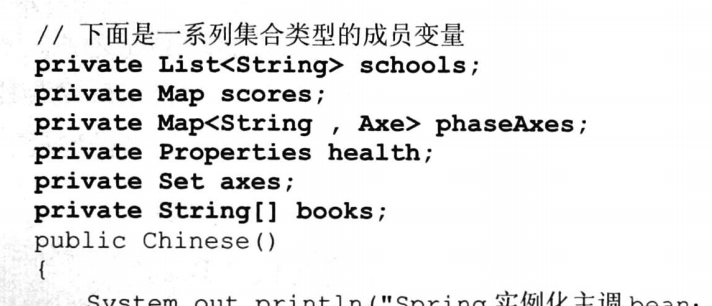 // 下面是一系列集合类型的成员变量
private List<String> schools;
private Map scores;
private Map<String , Axe> phaseAxes;
private Properties health;
private Set axes;
private String[] books;
public Chinese()
{
System.out.println("Spring 实例化主调 bean: